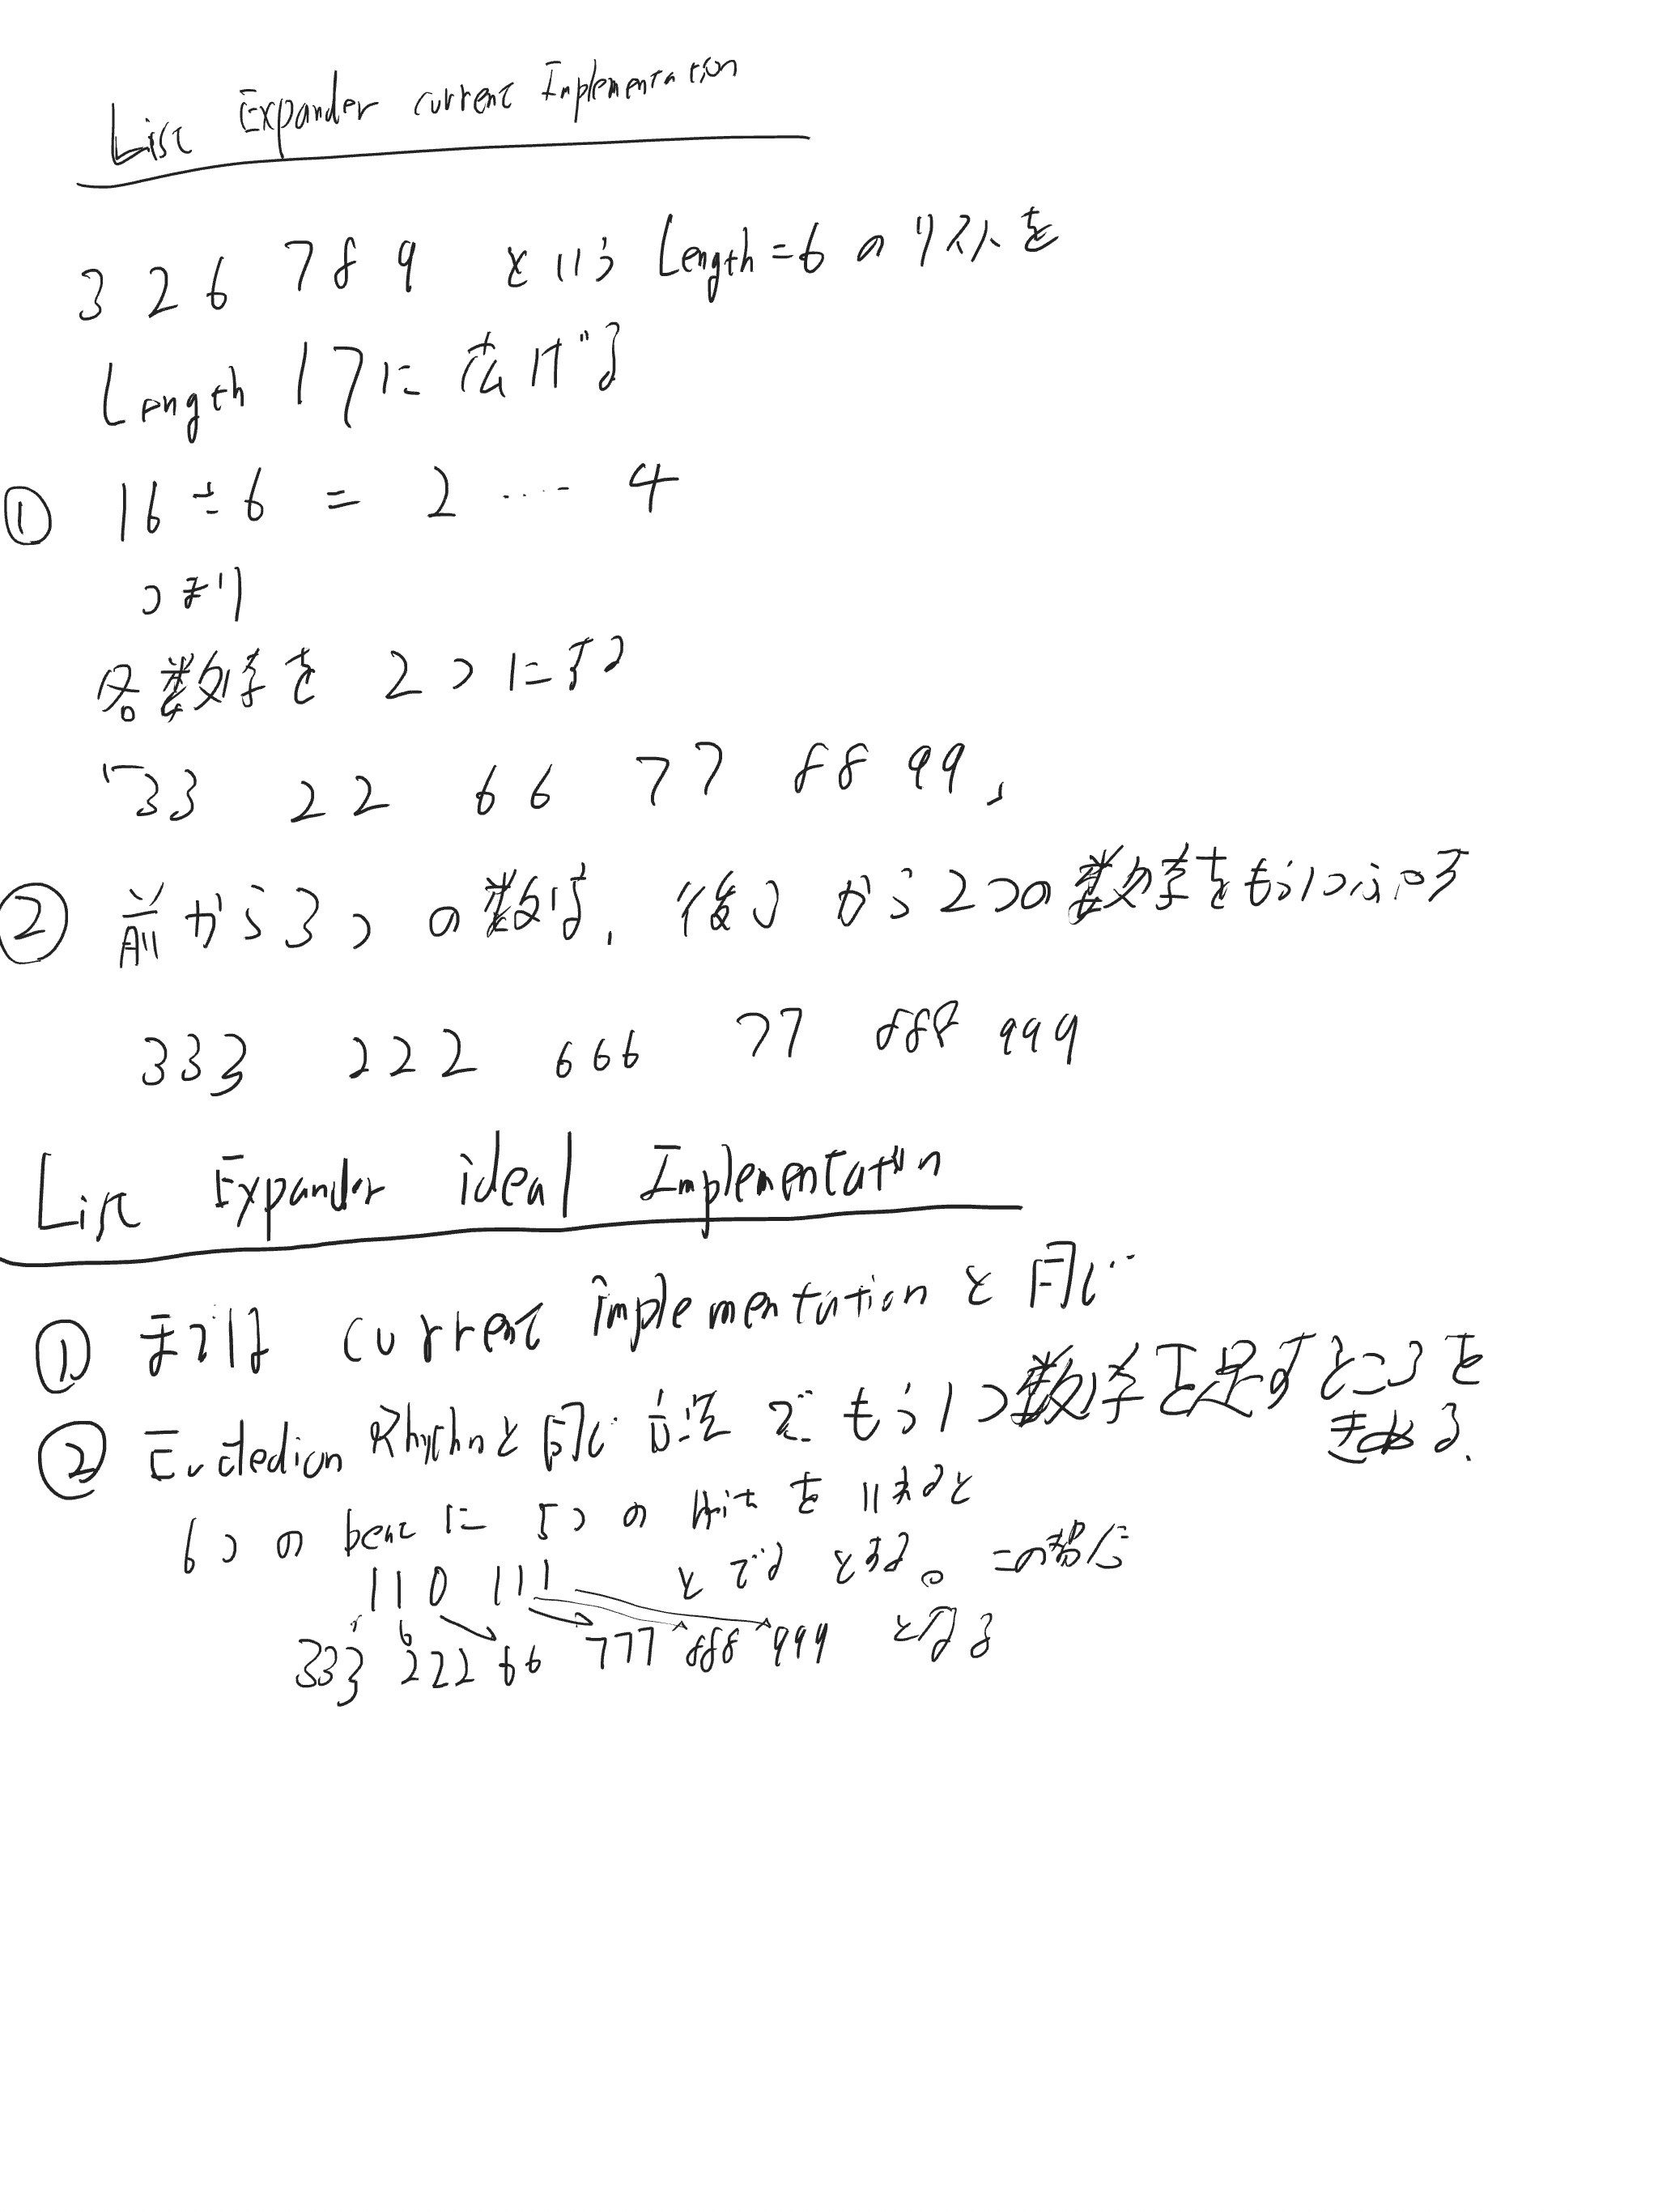 List Expander current Implementation
3 2 6 7 8 9 という Length=6 のリストを
Length 17に広げる
① 16÷6 = 2 ···· 4
つまり
各数字を 2つにする
33 22 66 77 88 99
② 前から3つの数は、後ろから2つの数字をもう1つふやす
333 222 666 77 888 999
List Expander ideal Implementation
① までは current implementation と同じ
② Eucledian Rhythmと同じ方法でもう1つ数字を足すところを
きめる.
6つの beat に 5つの hitを いれると
110 111 とでるとする。この場合
333 222 66 777 888 999 となる